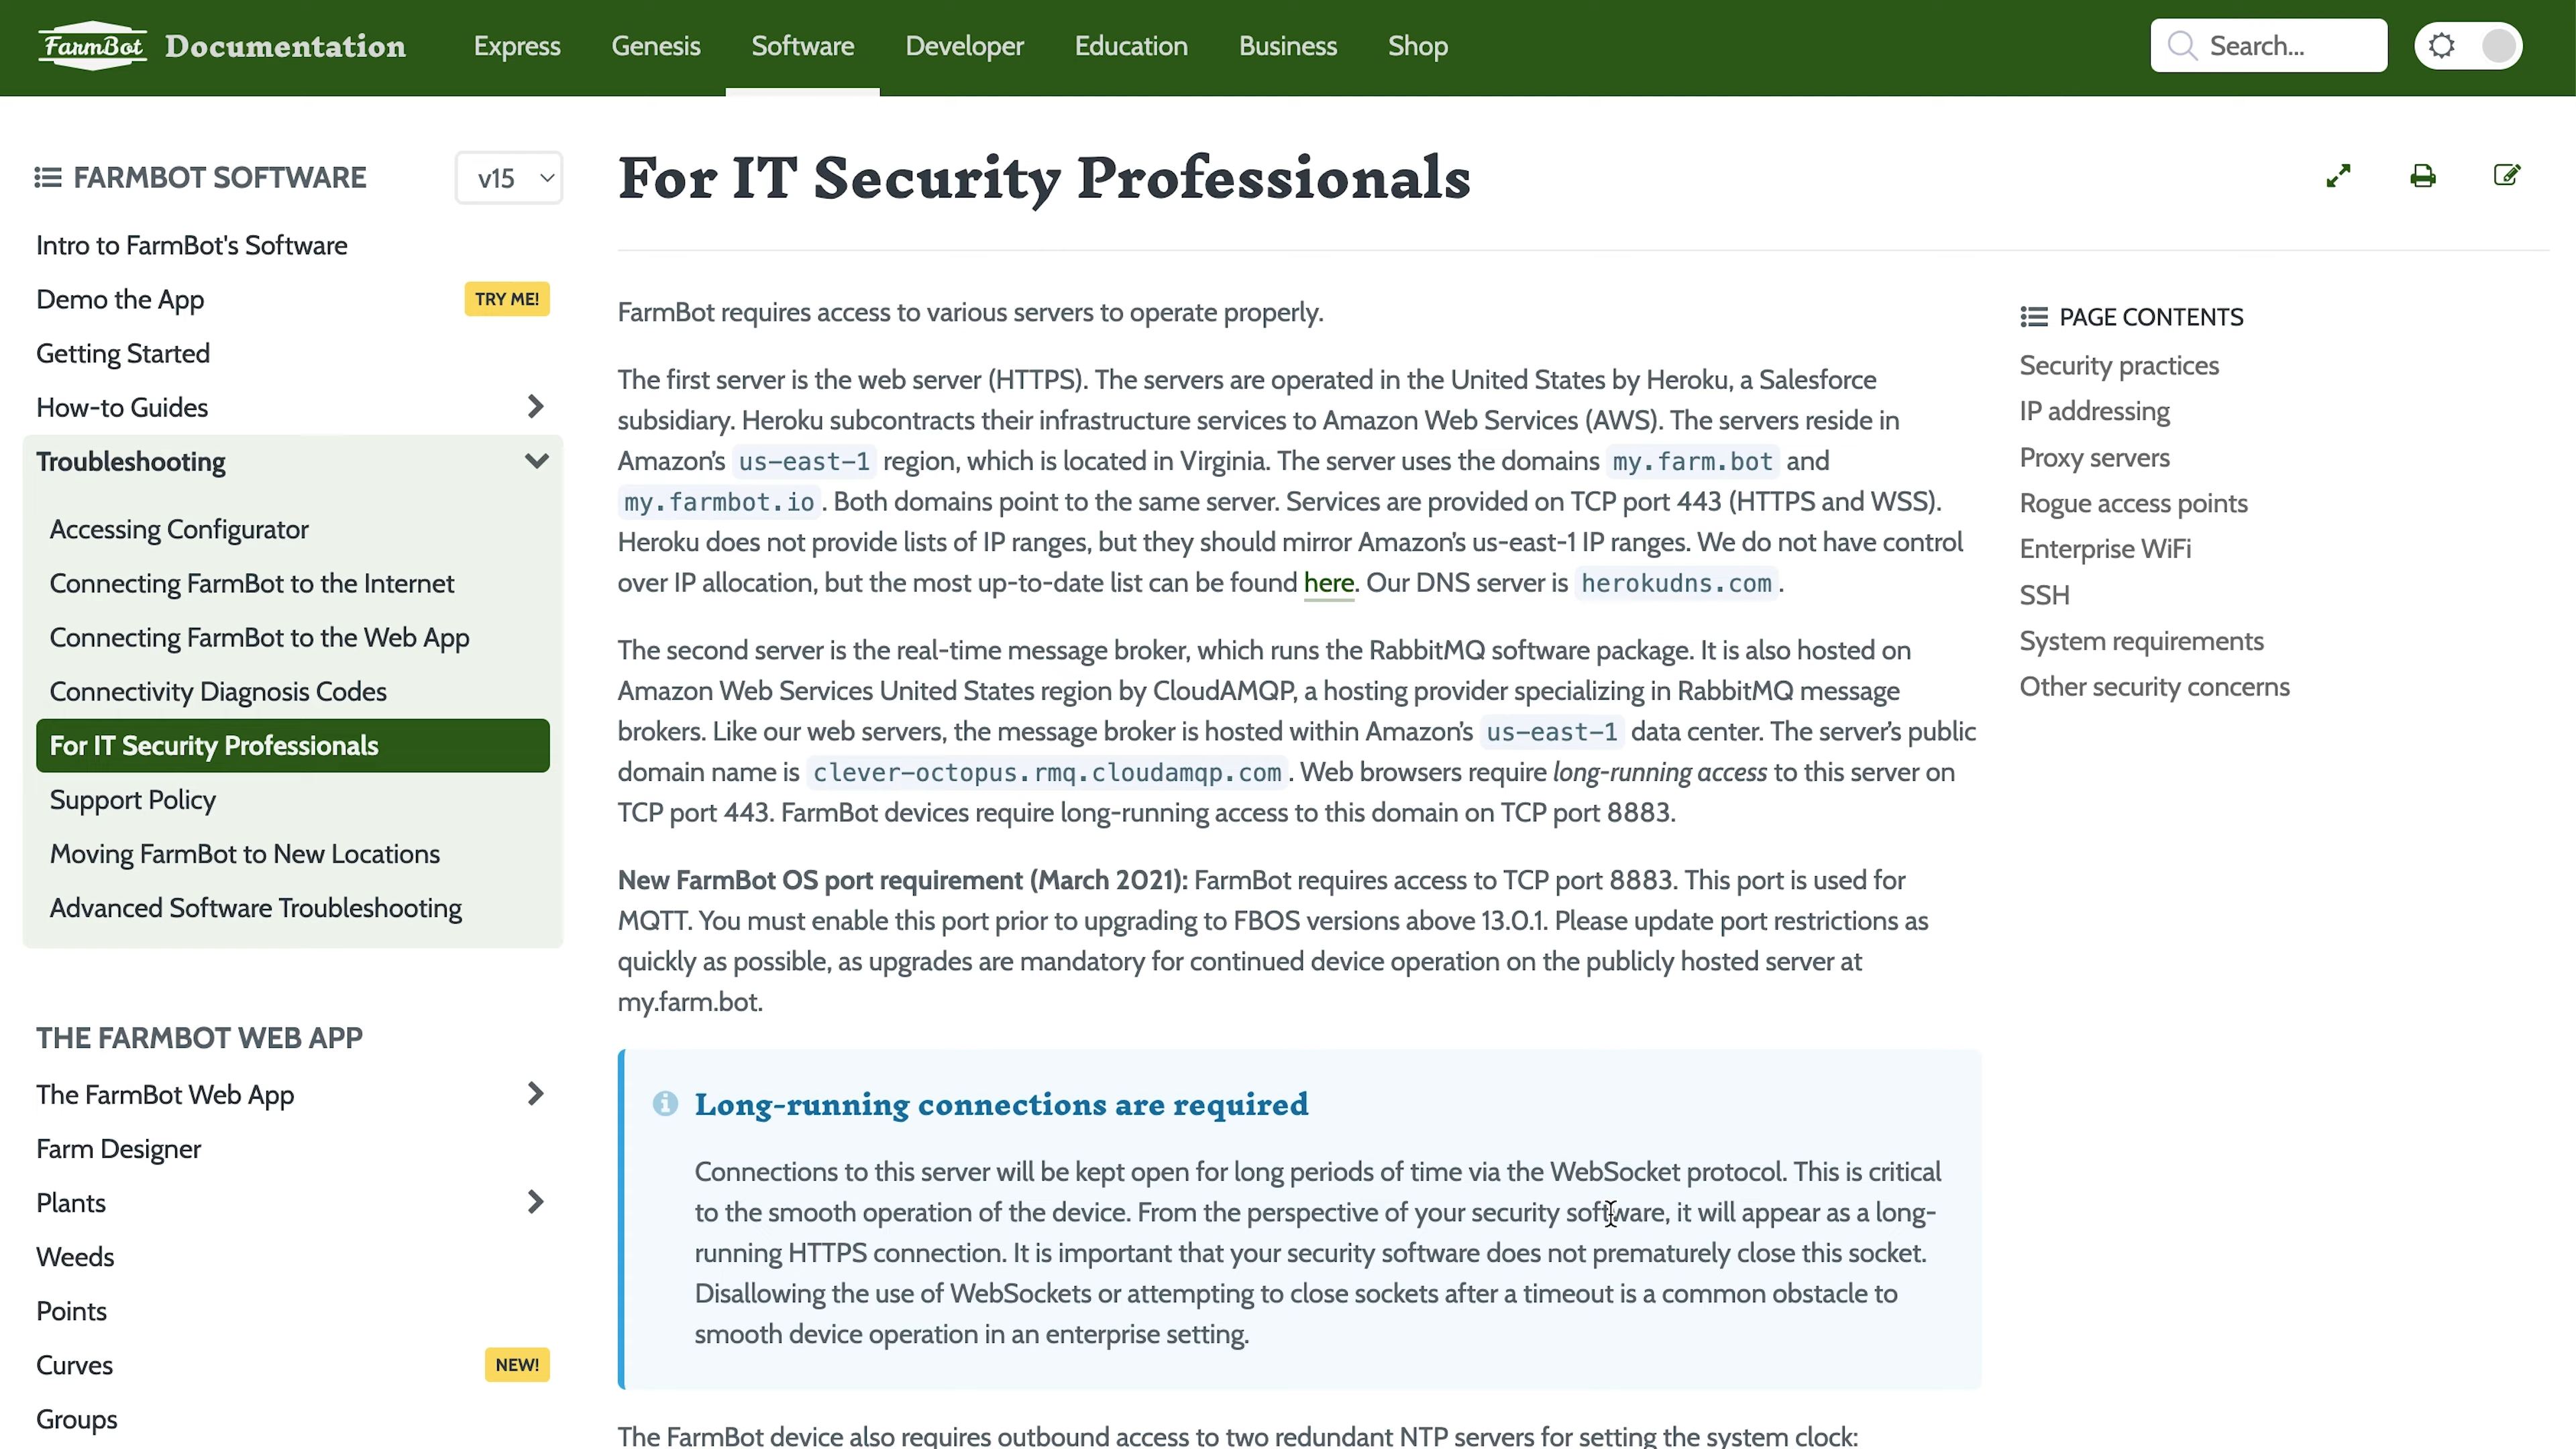 FarmBot Documentation Express Genesis Software Developer Education Business Shop Search...
FARMBOT SOFTWARE v15
Intro to FarmBot's Software
Demo the App TRY ME!
Getting Started
How-to Guides
Troubleshooting
Accessing Configurator
Connecting FarmBot to the Internet
Connecting FarmBot to the Web App
Connectivity Diagnosis Codes
For IT Security Professionals
Support Policy
Moving FarmBot to New Locations
Advanced Software Troubleshooting
THE FARMBOT WEB APP
The FarmBot Web App
Farm Designer
Plants
Weeds
Points
Curves NEW!
Groups
For IT Security Professionals
FarmBot requires access to various servers to operate properly.
The first server is the web server (HTTPS). The servers are operated in the United States by Heroku, a Salesforce
subsidiary. Heroku subcontracts their infrastructure services to Amazon Web Services (AWS). The servers reside in
Amazon's us-east-1 region, which is located in Virginia. The server uses the domains my.farm.bot and
my.farmbot.io. Both domains point to the same server. Services are provided on TCP port 443 (HTTPS and WSS).
Heroku does not provide lists of IP ranges, but they should mirror Amazon's us-east-1 IP ranges. We do not have control
over IP allocation, but the most up-to-date list can be found here. Our DNS server is herokudns.com.
The second server is the real-time message broker, which runs the RabbitMQ software package. It is also hosted on
Amazon Web Services United States region by CloudAMQP, a hosting provider specializing in RabbitMQ message
brokers. Like our web servers, the message broker is hosted within Amazon's us-east-1 data center. The server's public
domain name is clever-octopus.rmq.cloudamqp.com. Web browsers require long-running access to this server on
TCP port 443. FarmBot devices require long-running access to this domain on TCP port 8883.
New FarmBot OS port requirement (March 2021): FarmBot requires access to TCP port 8883. This port is used for
MQTT. You must enable this port prior to upgrading to FBOS versions above 13.0.1. Please update port restrictions as
quickly as possible, as upgrades are mandatory for continued device operation on the publicly hosted server at
my.farm.bot.
Long-running connections are required
Connections to this server will be kept open for long periods of time via the WebSocket protocol. This is critical
to the smooth operation of the device. From the perspective of your security software, it will appear as a long-
running HTTPS connection. It is important that your security software does not prematurely close this socket.
Disallowing the use of WebSockets or attempting to close sockets after a timeout is a common obstacle to
smooth device operation in an enterprise setting.
The FarmBot device also requires outbound access to two redundant NTP servers for setting the system clock:
PAGE CONTENTS
Security practices
IP addressing
Proxy servers
Rogue access points
Enterprise WiFi
SSH
System requirements
Other security concerns